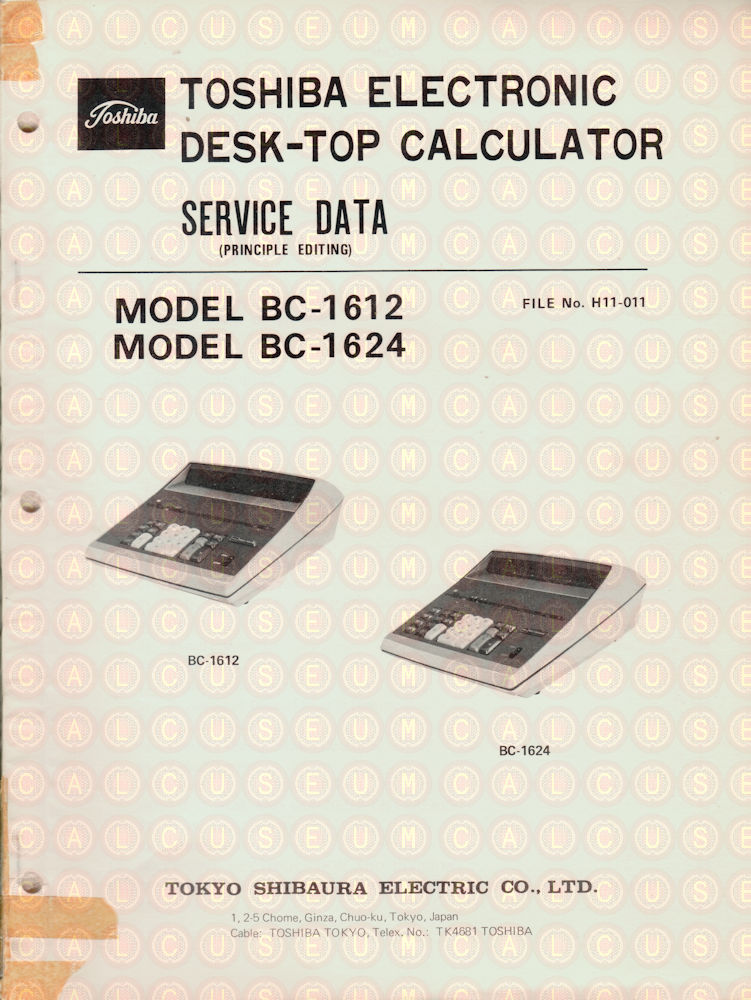 Toshiba
TOSHIBA ELECTRONIC
DESK-TOP CALCULATOR
SERVICE DATA
(PRINCIPLE EDITING)
MODEL BC-1612
FILE No. H11-011
MODEL BC-1624
BC-1612
BC-1624
TOKYO SHIBAURA ELECTRIC CO., LTD.
1, 2-5 Chome, Ginza, Chuo-ku, Tokyo, Japan
Cable: TOSHIBA TOKYO, Telex. No.: TK4681 TOSHIBA
CALCUSEUM